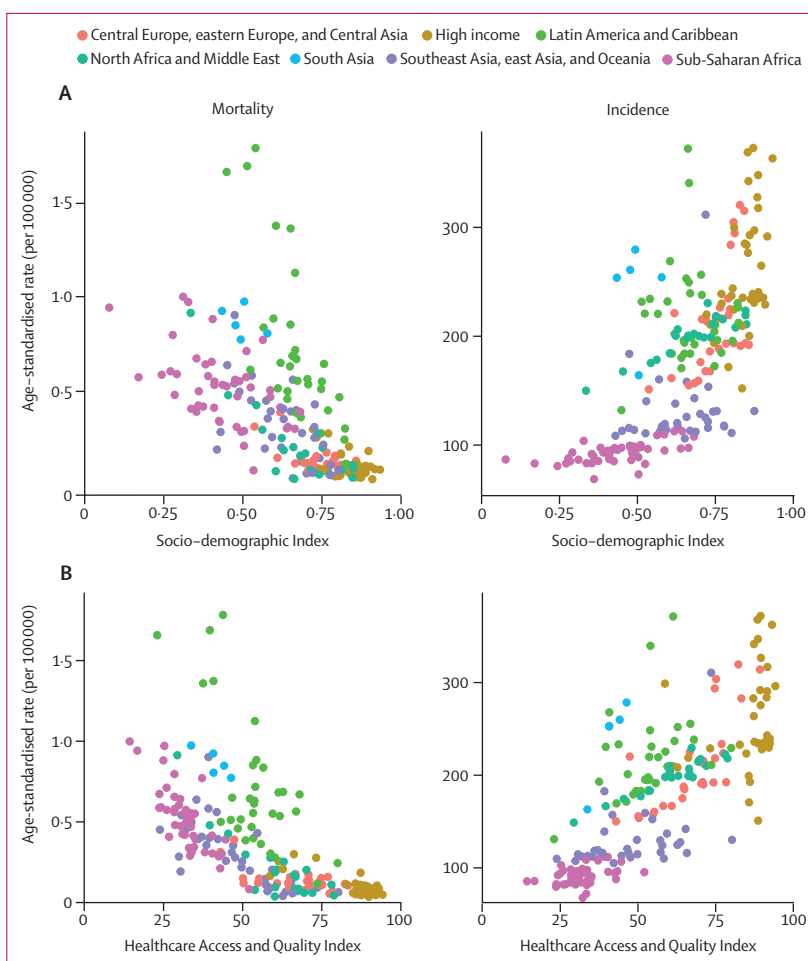 Central Europe, eastern Europe, and Central Asia High income Latin America and Caribbean
North Africa and Middle East South Asia Southeast Asia, east Asia, and Oceania Sub-Saharan Africa
A
Mortality Incidence
Age–standardised rate (per 100 000)
1·5
1·0
0·5
0
300
200
100
0 0·25 0·50 0·75 1·00
0 0·25 0·50 0·75 1·00
Socio–demographic Index Socio–demographic Index
B
Age–standardised rate (per 100 000)
1·5
1·0
0·5
0
300
200
100
0 25 50 75 100
0 25 50 75 100
Healthcare Access and Quality Index Healthcare Access and Quality Index